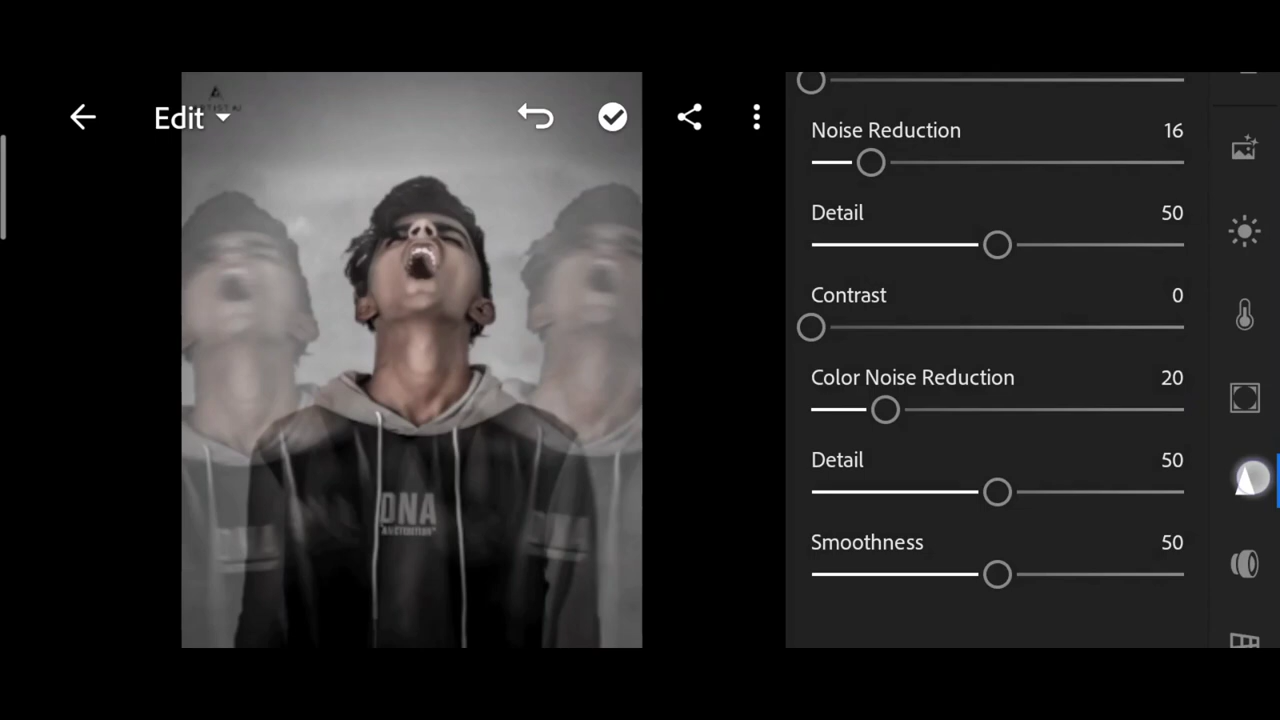 Edit
Noise Reduction 16
Detail 50
Contrast 0
Color Noise Reduction 20
Detail 50
Smoothness 50
DNA